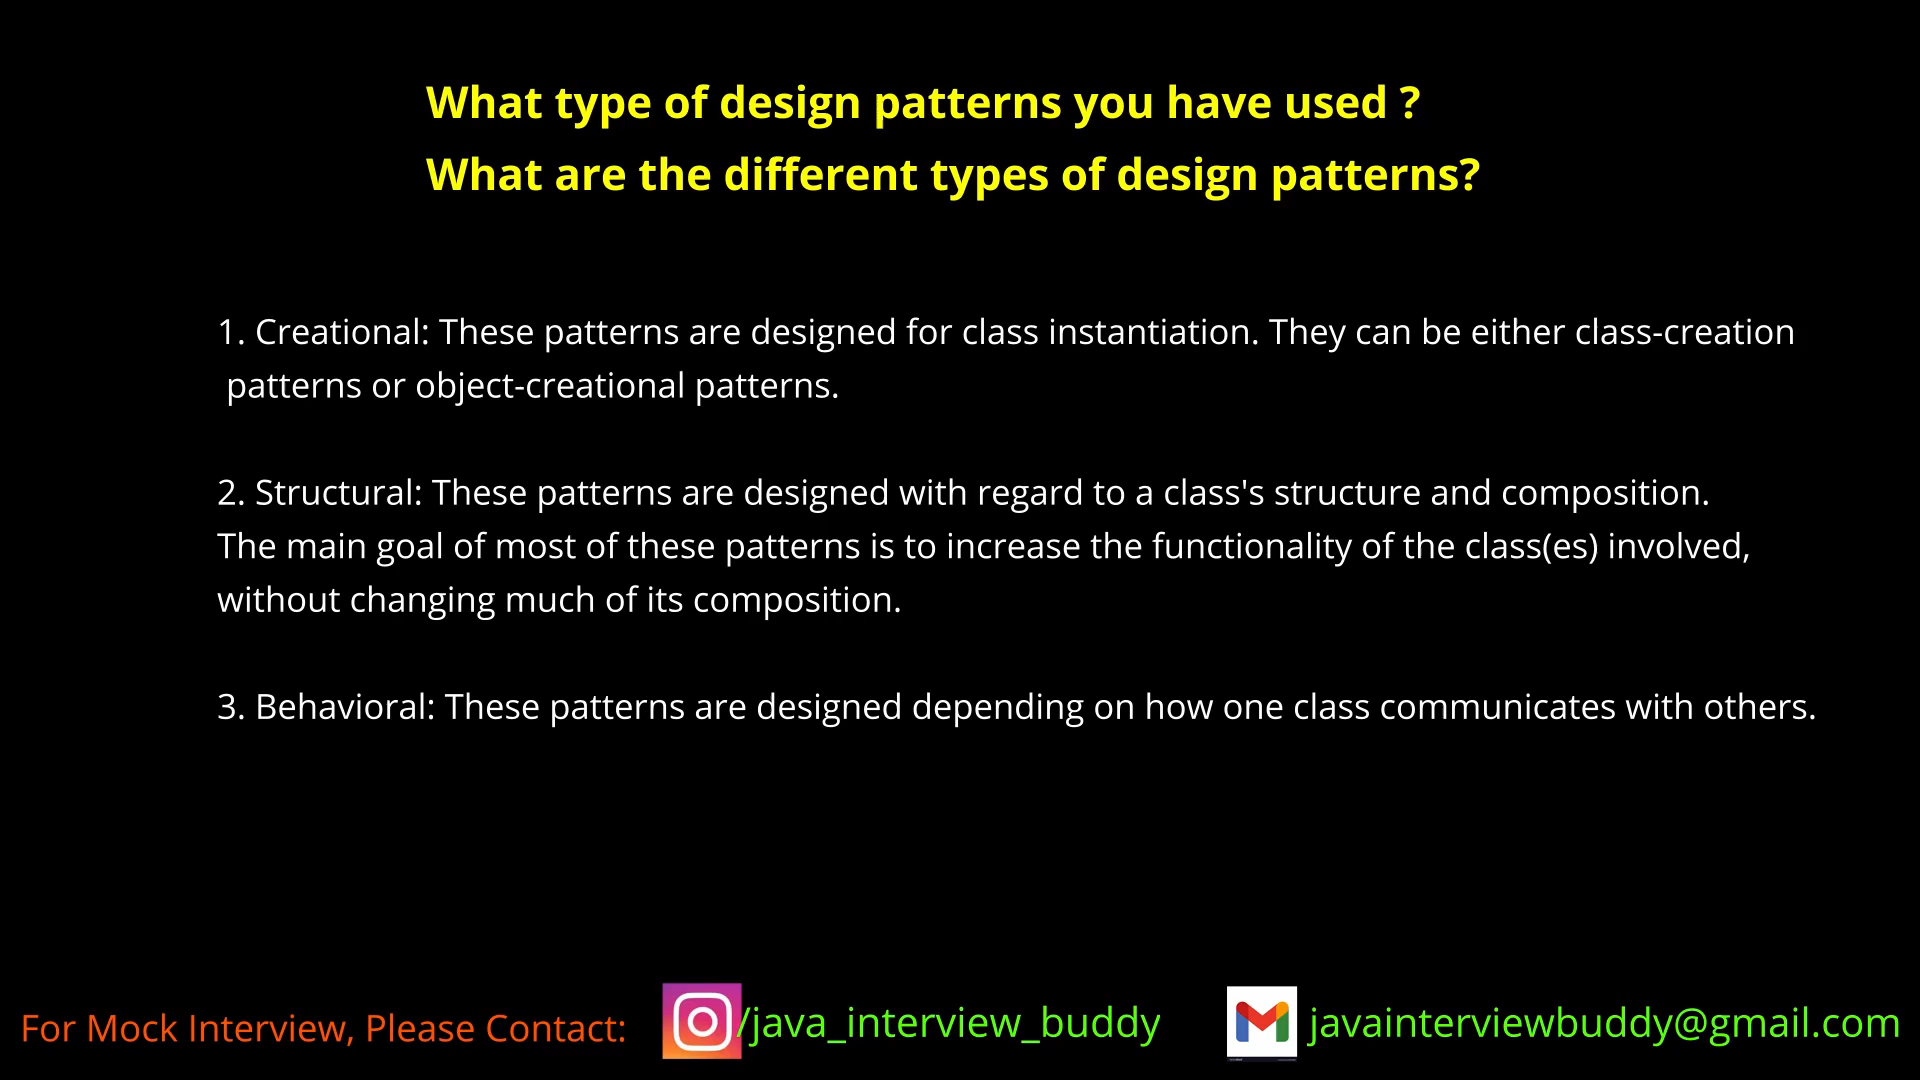 What type of design patterns you have used ?
What are the different types of design patterns?
1. Creational: These patterns are designed for class instantiation. They can be either class-creation
patterns or object-creational patterns.
2. Structural: These patterns are designed with regard to a class's structure and composition.
The main goal of most of these patterns is to increase the functionality of the class(es) involved,
without changing much of its composition.
3. Behavioral: These patterns are designed depending on how one class communicates with others.
For Mock Interview, Please Contact: /java_interview_buddy javainterviewbuddy@gmail.com